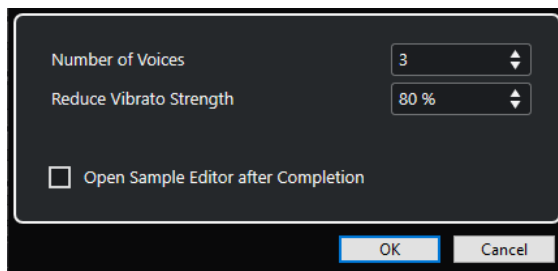 Number of Voices 3
Reduce Vibrato Strength 80 %
Open Sample Editor after Completion
OK Cancel